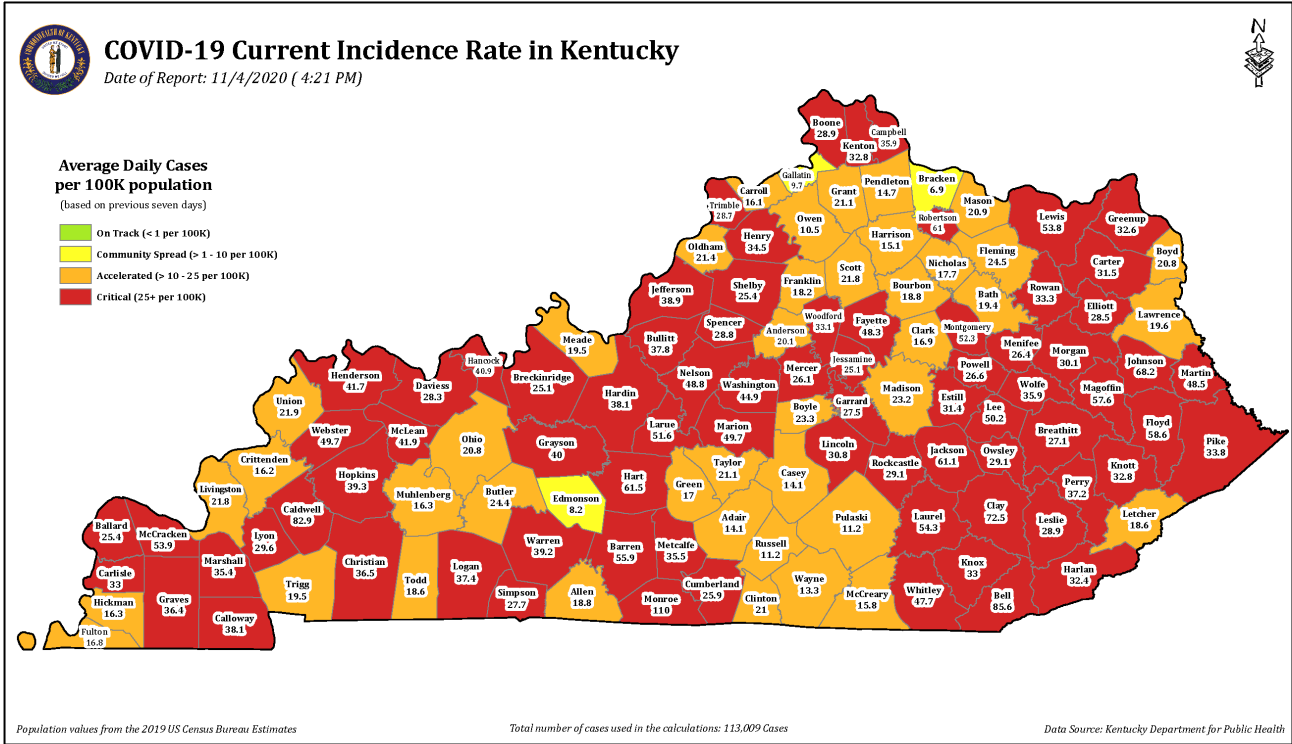 COVID-19 Current Incidence Rate in Kentucky
Date of Report: 11/4/2020 ( 4:21 PM)
N
Average Daily Cases
per 100K population
(based on previous seven days)
On Track (< 1 per 100K)
Community Spread (> 1 - 10 per 100K)
Accelerated (> 10 - 25 per 100K)
Critical (25+ per 100K)
Boone
28.9
Campbell
35.9
Kenton
32.8
Gallatin
9.7
Carroll
16.1
Grant
21.1
Pendleton
14.7
Bracken
6.9
Mason
20.9
Trimble
28.7
Owen
10.5
Robertson
61
Lewis
53.8
Greenup
32.6
Henry
34.5
Oldham
21.4
Harrison
15.1
Fleming
24.5
Boyd
20.8
Carter
31.5
Nicholas
17.7
Scott
21.8
Franklin
18.2
Shelby
25.4
Jefferson
38.9
Bourbon
18.8
Bath
19.4
Rowan
33.3
Elliott
28.5
Lawrence
19.6
Woodford
33.1
Fayette
48.3
Spencer
28.8
Anderson
20.1
Clark
16.9
Montgomery
52.3
Meade
19.5
Bullitt
37.8
Menifee
26.4
Morgan
30.1
Johnson
68.2
Martin
48.5
Hancock
40.9
Henderson
41.7
Daviess
28.3
Breckinridge
25.1
Nelson
48.8
Mercer
26.1
Jessamine
25.1
Powell
26.6
Washington
44.9
Madison
23.2
Wolfe
35.9
Magoffin
57.6
Hardin
38.1
Union
21.9
Boyle
23.3
Garrard
27.5
Estill
31.4
Lee
50.2
Webster
49.7
McLean
41.9
Larue
51.6
Marion
49.7
Floyd
58.6
Breathitt
27.1
Ohio
20.8
Grayson
40
Lincoln
30.8
Jackson
61.1
Owsley
29.1
Pike
33.8
Crittenden
16.2
Rockcastle
29.1
Taylor
21.1
Knott
32.8
Hopkins
39.3
Hart
61.5
Casey
14.1
Green
17
Perry
37.2
Livingston
21.8
Muhlenberg
16.3
Butler
24.4
Edmonson
8.2
Caldwell
82.9
Clay
72.5
Letcher
18.6
Adair
14.1
Pulaski
11.2
Laurel
54.3
Leslie
28.9
Ballard
25.4
McCracken
53.9
Lyon
29.6
Warren
39.2
Barren
55.9
Metcalfe
35.5
Russell
11.2
Marshall
35.4
Christian
36.5
Knox
33
Harlan
32.4
Carlisle
33
Logan
37.4
Trigg
19.5
Todd
18.6
Wayne
13.3
Cumberland
25.9
Simpson
27.7
Allen
18.8
Monroe
110
Clinton
21
McCreary
15.8
Whitley
47.7
Bell
85.6
Hickman
16.3
Graves
36.4
Calloway
38.1
Fulton
16.8
Population values from the 2019 US Census Bureau Estimates
Total number of cases used in the calculations: 113,009 Cases
Data Source: Kentucky Department for Public Health